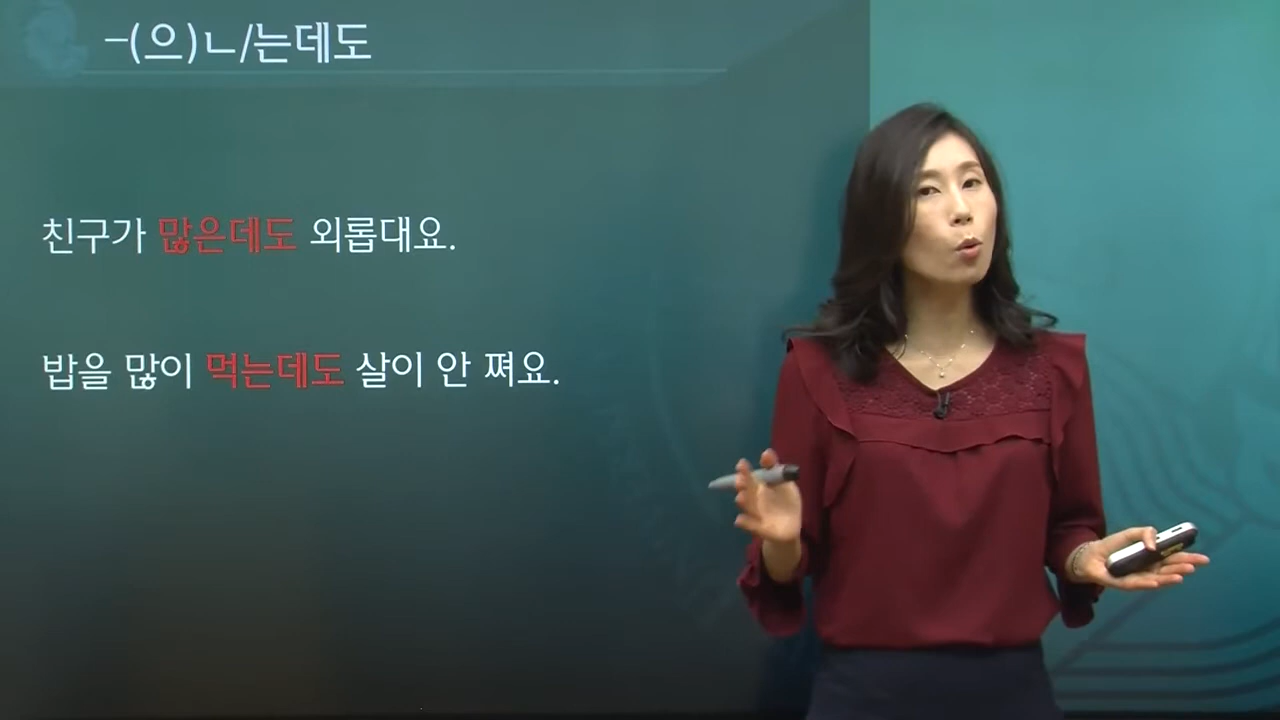 -(으)ㄴ/는데도
친구가 많은데도 외롭대요.
밥을 많이 먹는데도 살이 안 쪄요.